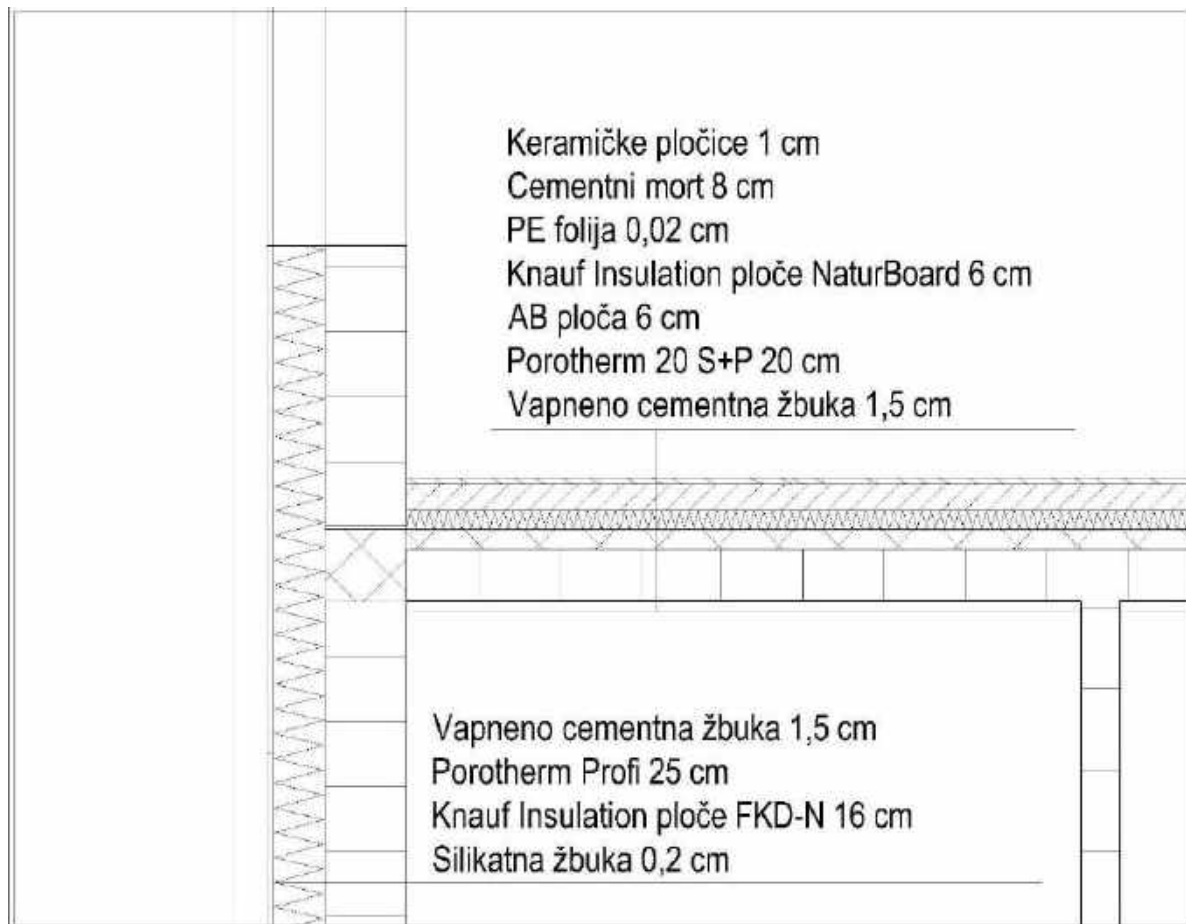 Keramičke pločice 1 cm
Cementni mort 8 cm
PE folija 0,02 cm
Knauf Insulation ploče NaturBoard 6 cm
AB ploča 6 cm
Porotherm 20 S+P 20 cm
Vapneno cementna žbuka 1,5 cm
Vapneno cementna žbuka 1,5 cm
Porotherm Profi 25 cm
Knauf Insulation ploče FKD-N 16 cm
Silikatna žbuka 0,2 cm